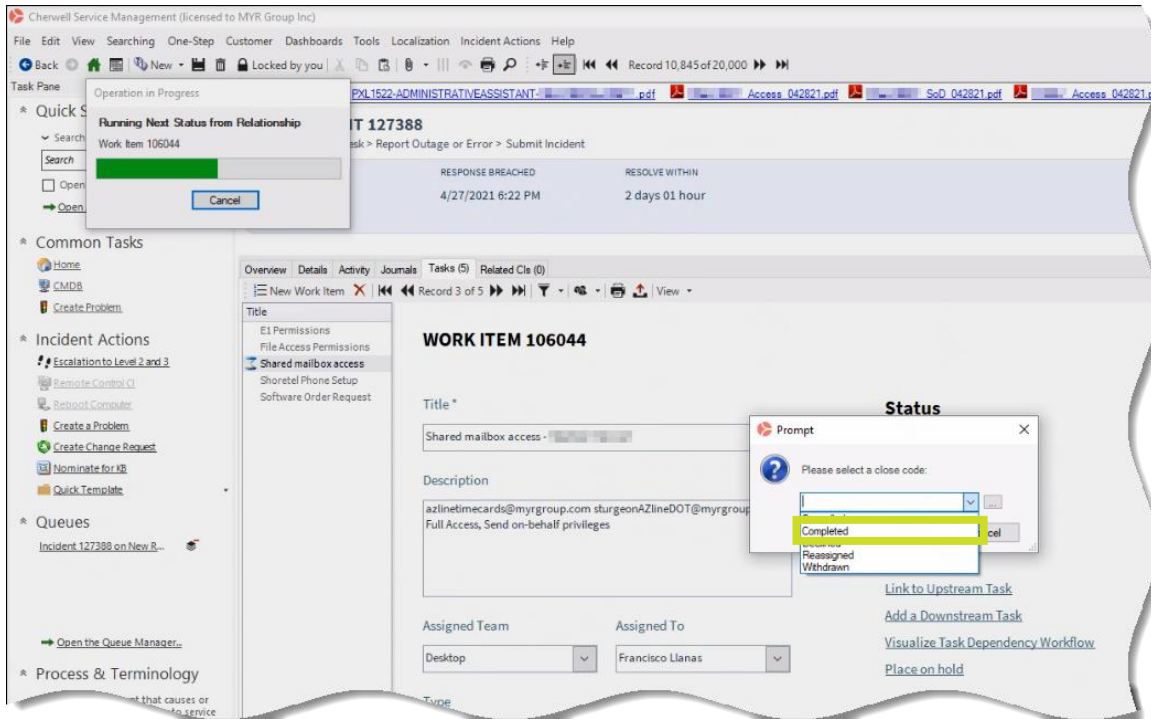 Cherwell Service Management (licensed to MYR Group Inc)
File Edit View Searching One-Step Customer Dashboards Tools Localization Incident Actions Help
Back New Locked by you Record 10,845 of 20,000
Task Pane
PXL1522-ADMINISTRATIVEASSISTANT- .pdf Access_042821.pdf SoD_042821.pdf Access_042821.p
Operation in Progress
Running Next Status from Relationship
Work Item 106044
Cancel
Quick S
Search
Search
Open
Open
IT 127388
esk > Report Outage or Error > Submit Incident
RESPONSE BREACHED RESOLVE WITHIN
4/27/2021 6:22 PM 2 days 01 hour
Common Tasks
Home
CMDB
Create Problem
Incident Actions
Escalation to Level 2 and 3
Remote Control CI
Reboot Computer
Create a Problem
Create Change Request
Nominate for KB
Quick Template
Queues
Incident 127388 on New R...
Open the Queue Manager...
Process & Terminology
nt that causes or
to service
Overview Details Activity Journals Tasks (5) Related CIs (0)
New Work Item Record 3 of 5 View
Title
E1 Permissions
File Access Permissions
Shared mailbox access
Shoretel Phone Setup
Software Order Request
WORK ITEM 106044
Title *
Shared mailbox access -
Description
azlinetimecards@myrgroup.com sturgeonAZlineDOT@myrgroup
Full Access, Send on-behalf privileges
Assigned Team Assigned To
Desktop Francisco Llanas
Type
Status
Prompt
Please select a close code:
...
Completed
Reassigned
Withdrawn
cel
Link to Upstream Task
Add a Downstream Task
Visualize Task Dependency Workflow
Place on hold